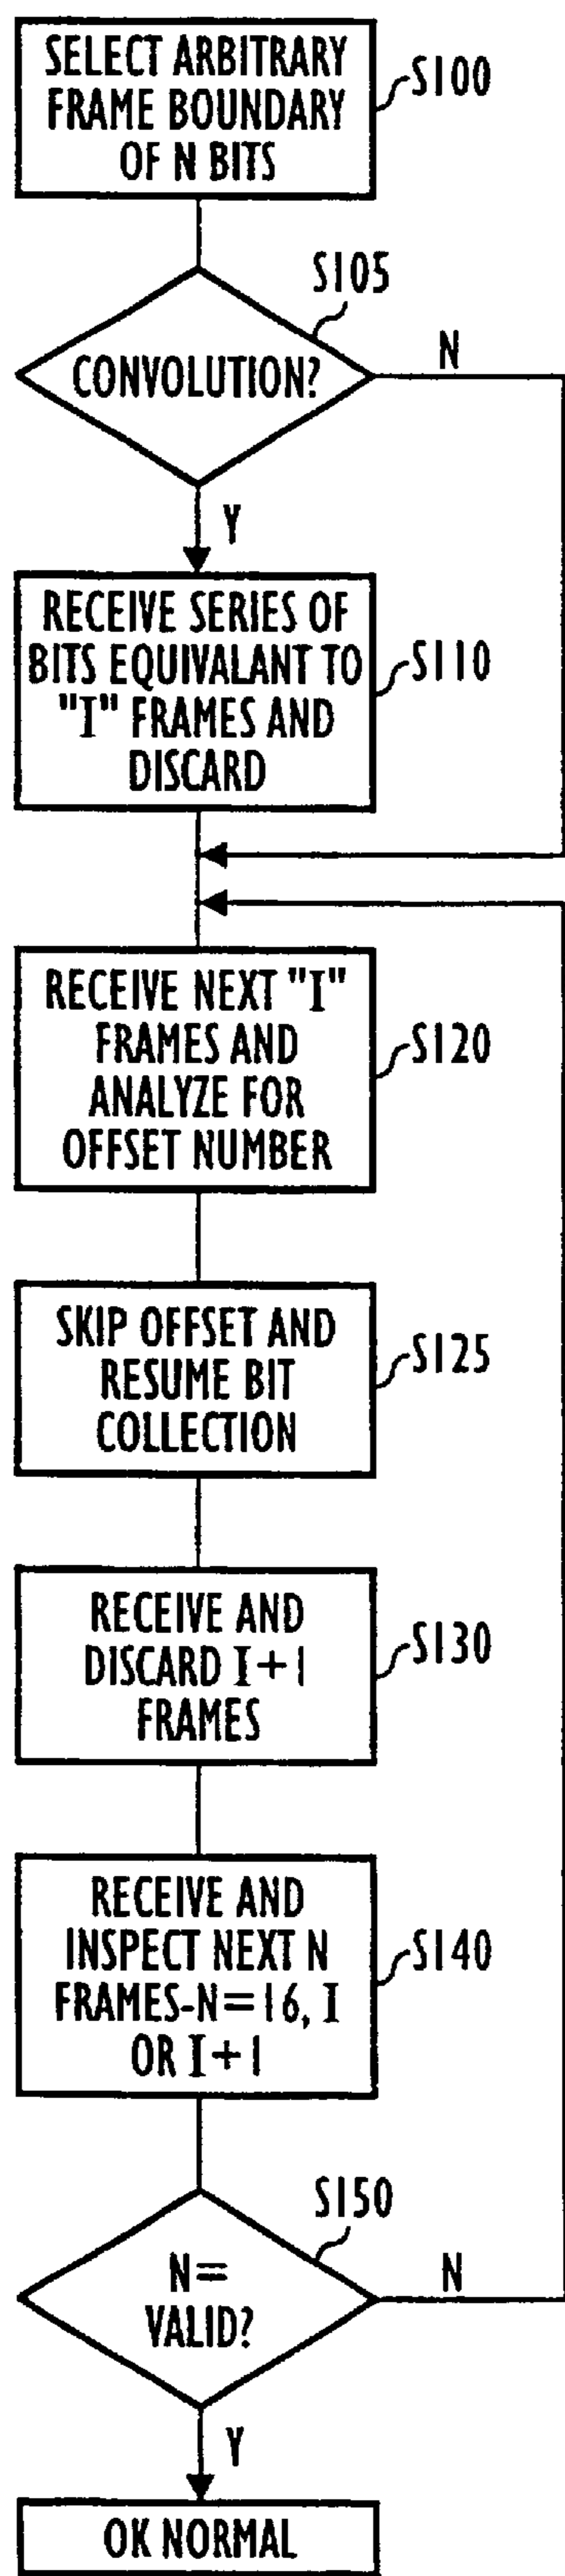 SELECT ARBITRARY
FRAME BOUNDARY
OF N BITS
S100
S105
CONVOLUTION?
N
Y
RECEIVE SERIES OF
BITS EQUIVALANT TO
"I" FRAMES AND
DISCARD
S110
RECEIVE NEXT "I"
FRAMES AND
ANALYZE FOR
OFFSET NUMBER
S120
SKIP OFFSET AND
RESUME BIT
COLLECTION
S125
RECEIVE AND
DISCARD I+1
FRAMES
S130
RECEIVE AND
INSPECT NEXT N
FRAMES-N=16, I
OR I+1
S140
S150
N=
VALID?
N
Y
OK NORMAL